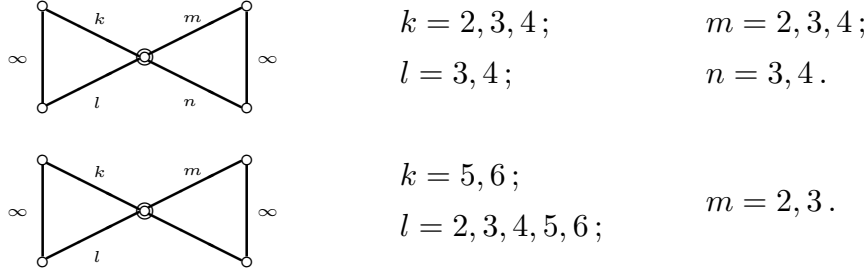 k m k = 2, 3, 4 ; m = 2, 3, 4 ;
∞ ∞
l n l = 3, 4 ; n = 3, 4 .
k m k = 5, 6 ;
∞ ∞ m = 2, 3 .
l l = 2, 3, 4, 5, 6 ;